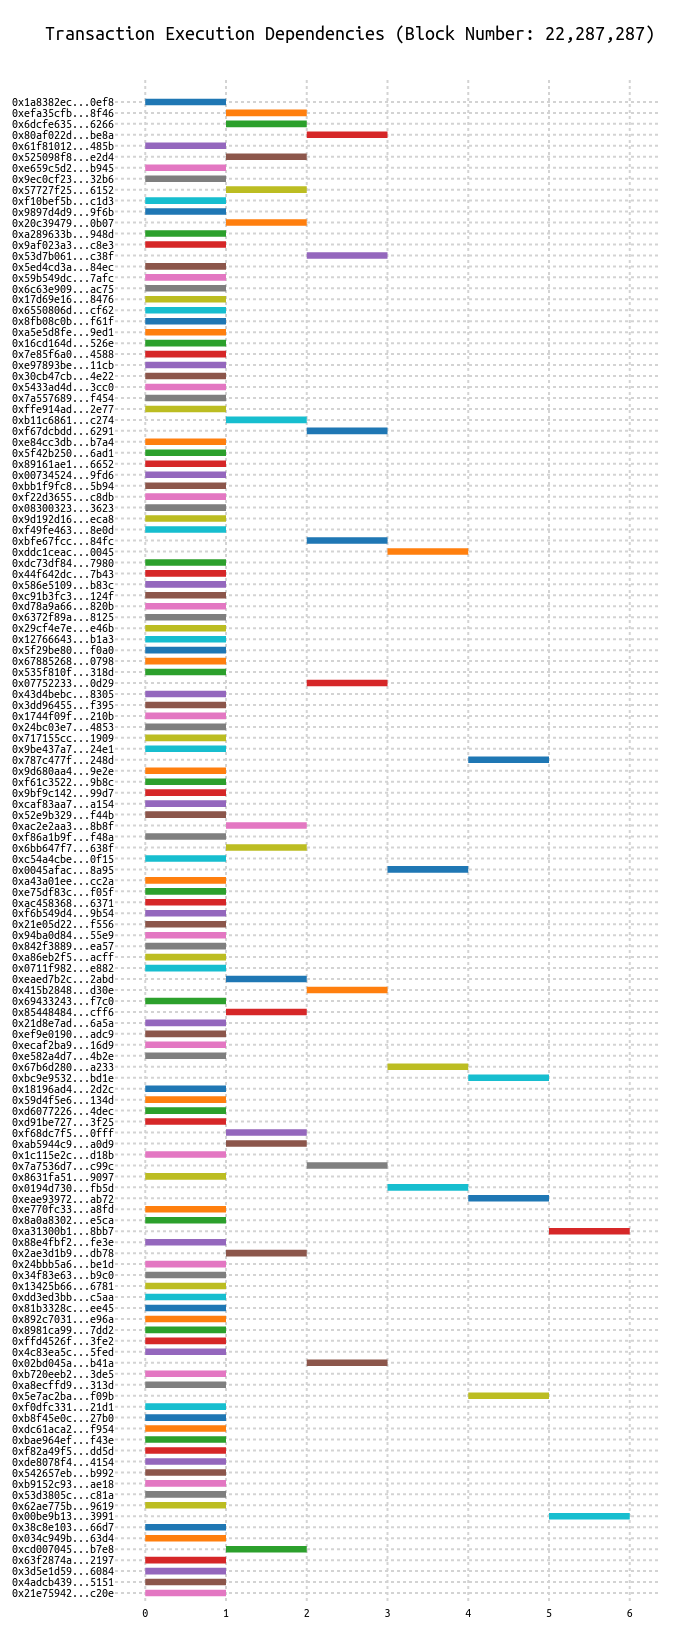 Transaction Execution Dependencies (Block Number: 22,287,287)
0x1a8382ec...0ef8
0xefa35cfb...8f46
0x6dcfe635...6266
0x80af022d...be8a
0x61f81012...485b
0x525098f8...e2d4
0xe659c5d2...b945
0x9ec0cf23...32b6
0x57727f25...6152
0xf10bef5b...c1d3
0x9897d4d9...9f6b
0x20c39479...0b07
0xa289633b...948d
0x9af023a3...c8e3
0x53d7b061...c38f
0x5ed4cd3a...84ec
0x59b549dc...7afc
0x6c63e909...ac75
0x17d69e16...8476
0x6550806d...cf62
0x8fb08c0b...f61f
0xa5e5d8fe...9ed1
0x16cd164d...526e
0x7e85f6a0...4588
0xe97893be...11cb
0x30cb47cb...4e22
0x5433ad4d...3cc0
0x7a557689...f454
0xffe914ad...2e77
0xb11c6861...c274
0xf67dcbdd...6291
0xe84cc3db...b7a4
0x5f42b250...6ad1
0x89161ae1...6652
0x00734524...9fd6
0xbb1f9fc8...5b94
0xf22d3655...c8db
0x08300323...3623
0x9d192d16...eca8
0xf49fe463...8e0d
0xbfe67fcc...84fc
0xddc1ceac...0045
0xdc73df84...7980
0x44f642dc...7b43
0x586e5109...b83c
0xc91b3fc3...124f
0xd78a9a66...820b
0x6372f89a...8125
0x29cf4e7e...e46b
0x12766643...b1a3
0x5f29be80...f0a0
0x67885268...0798
0x535f810f...318d
0x07752233...0d29
0x43d4bebc...8305
0x3dd96455...f395
0x1744f09f...210b
0x24bc03e7...4853
0x717155cc...1909
0x9be437a7...24e1
0x787c477f...248d
0x9d680aa4...9e2e
0xf61c3522...9b8c
0x9bf9c142...99d7
0xcaf83aa7...a154
0x52e9b329...f44b
0xac2e2aa3...8b8f
0xf86a1b9f...f48a
0x6bb647f7...638f
0xc54a4cbe...0f15
0x0045afac...8a95
0xa43a01ee...cc2a
0xe75df83c...f05f
0xac458368...6371
0xf6b549d4...9b54
0x21e05d22...f556
0x94ba0d84...55e9
0x842f3889...ea57
0xa86eb2f5...acff
0x0711f982...e882
0xeaed7b2c...2abd
0x415b2848...d30e
0x69433243...f7c0
0x85448484...cff6
0x21d8e7ad...6a5a
0xef9e0190...adc9
0xecaf2ba9...16d9
0xe582a4d7...4b2e
0x67b6d280...a233
0xbc9e9532...bd1e
0x18196ad4...2d2c
0x59d4f5e6...134d
0xd6077226...4dec
0xd91be727...3f25
0xf68dc7f5...0fff
0xab5944c9...a0d9
0x1c115e2c...d18b
0x7a7536d7...c99c
0x8631fa51...9097
0x0194d730...fb5d
0xeae93972...ab72
0xe770fc33...a8fd
0x8a0a8302...e5ca
0xa31300b1...8bb7
0x88e4fbf2...fe3e
0x2ae3d1b9...db78
0x24bbb5a6...be1d
0x34f83e63...b9c0
0x13425b66...6781
0xdd3ed3bb...c5aa
0x81b3328c...ee45
0x892c7031...e96a
0x8981ca99...7dd2
0xffd4526f...3fe2
0x4c83ea5c...5fed
0x02bd045a...b41a
0xb720eeb2...3de5
0xa8ecffd9...313d
0x5e7ac2ba...f09b
0xf0dfc331...21d1
0xb8f45e0c...27b0
0xdc61aca2...f954
0xbae964ef...f43e
0xf82a49f5...dd5d
0xde8078f4...4154
0x542657eb...b992
0xb9152c93...ae18
0x53d3805c...c81a
0x62ae775b...9619
0x00be9b13...3991
0x38c8e103...66d7
0x034c949b...63d4
0xcd007045...b7e8
0x63f2874a...2197
0x3d5e1d59...6084
0x4adcb439...5151
0x21e75942...c20e
0 1 2 3 4 5 6